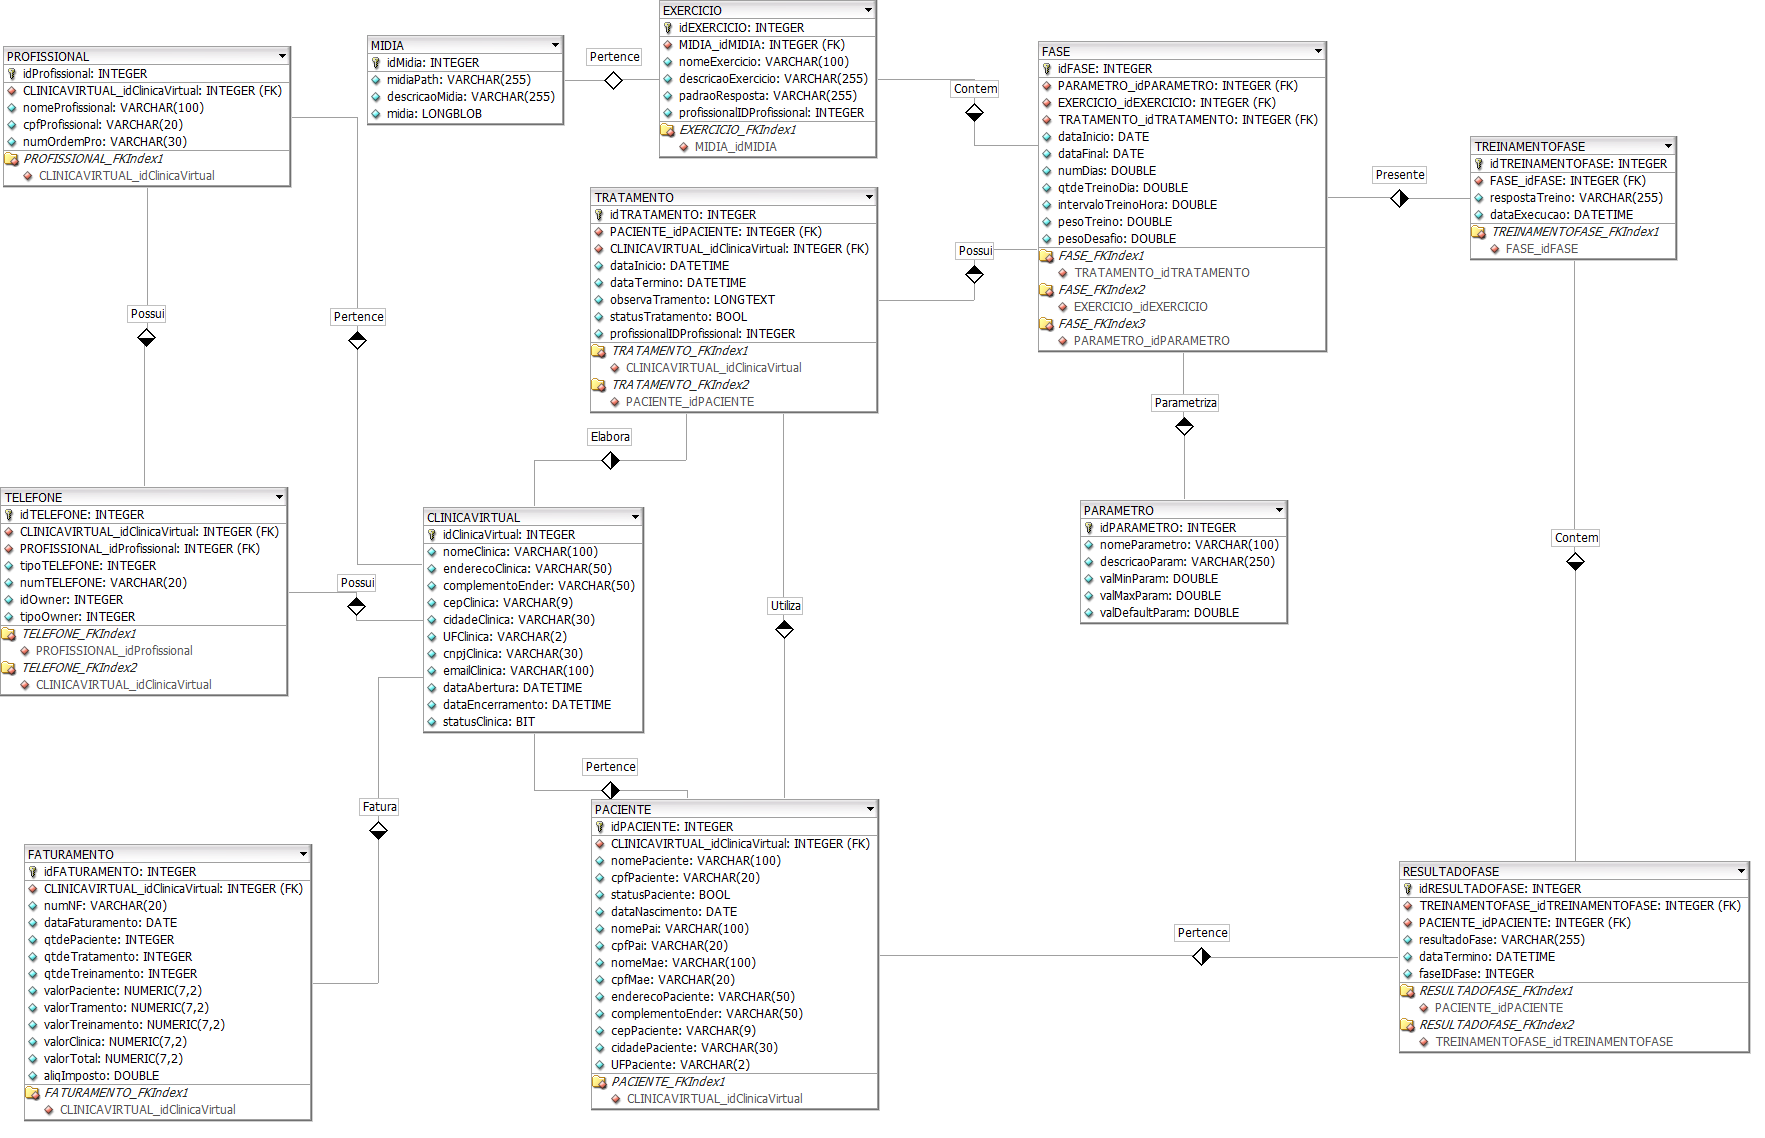 PROFISSIONAL
idProfissional: INTEGER
CLINICAVIRTUAL_idClinicaVirtual: INTEGER (FK)
nomeProfissional: VARCHAR(100)
cpfProfissional: VARCHAR(20)
numOrdemPro: VARCHAR(30)
PROFISSIONAL_FKIndex1
CLINICAVIRTUAL_idClinicaVirtual
MIDIA
idMidia: INTEGER
midiaPath: VARCHAR(255)
descricaoMidia: VARCHAR(255)
midia: LONGBLOB
Pertence
EXERCICIO
idEXERCICIO: INTEGER
MIDIA_idMIDIA: INTEGER (FK)
nomeExercicio: VARCHAR(100)
descricaoExercicio: VARCHAR(255)
padraoResposta: VARCHAR(255)
profissionalIDProfissional: INTEGER
EXERCICIO_FKIndex1
MIDIA_idMIDIA
Contem
FASE
idFASE: INTEGER
PARAMETRO_idPARAMETRO: INTEGER (FK)
EXERCICIO_idEXERCICIO: INTEGER (FK)
TRATAMENTO_idTRATAMENTO: INTEGER (FK)
dataInicio: DATE
dataFinal: DATE
numDias: DOUBLE
qtdeTreinoDia: DOUBLE
intervaloTreinoHora: DOUBLE
pesoTreino: DOUBLE
pesoDesafio: DOUBLE
FASE_FKIndex1
TRATAMENTO_idTRATAMENTO
FASE_FKIndex2
EXERCICIO_idEXERCICIO
FASE_FKIndex3
PARAMETRO_idPARAMETRO
Presente
TREINAMENTOFASE
idTREINAMENTOFASE: INTEGER
FASE_idFASE: INTEGER (FK)
respostaTreino: VARCHAR(255)
dataExecucao: DATETIME
TREINAMENTOFASE_FKIndex1
FASE_idFASE
TRATAMENTO
idTRATAMENTO: INTEGER
PACIENTE_idPACIENTE: INTEGER (FK)
CLINICAVIRTUAL_idClinicaVirtual: INTEGER (FK)
dataInicio: DATETIME
dataTermino: DATETIME
observaTramento: LONGTEXT
statusTratamento: BOOL
profissionalIDProfissional: INTEGER
TRATAMENTO_FKIndex1
CLINICAVIRTUAL_idClinicaVirtual
TRATAMENTO_FKIndex2
PACIENTE_idPACIENTE
Possui
Possui
Pertence
Parametriza
Elabora
TELEFONE
idTELEFONE: INTEGER
CLINICAVIRTUAL_idClinicaVirtual: INTEGER (FK)
PROFISSIONAL_idProfissional: INTEGER (FK)
tipoTELEFONE: INTEGER
numTELEFONE: VARCHAR(20)
idOwner: INTEGER
tipoOwner: INTEGER
TELEFONE_FKIndex1
PROFISSIONAL_idProfissional
TELEFONE_FKIndex2
CLINICAVIRTUAL_idClinicaVirtual
Possui
CLINICAVIRTUAL
idClinicaVirtual: INTEGER
nomeClinica: VARCHAR(100)
enderecoClinica: VARCHAR(50)
complementoEnder: VARCHAR(50)
cepClinica: VARCHAR(9)
cidadeClinica: VARCHAR(30)
UFClinica: VARCHAR(2)
cnpjClinica: VARCHAR(30)
emailClinica: VARCHAR(100)
dataAbertura: DATETIME
dataEncerramento: DATETIME
statusClinica: BIT
Utiliza
PARAMETRO
idPARAMETRO: INTEGER
nomeParametro: VARCHAR(100)
descricaoParam: VARCHAR(250)
valMinParam: DOUBLE
valMaxParam: DOUBLE
valDefaultParam: DOUBLE
Contem
Pertence
Fatura
FATURAMENTO
idFATURAMENTO: INTEGER
CLINICAVIRTUAL_idClinicaVirtual: INTEGER (FK)
numNF: VARCHAR(20)
dataFaturamento: DATE
qtdePaciente: INTEGER
qtdeTratamento: INTEGER
qtdeTreinamento: INTEGER
valorPaciente: NUMERIC(7,2)
valorTramento: NUMERIC(7,2)
valorTreinamento: NUMERIC(7,2)
valorClinica: NUMERIC(7,2)
valorTotal: NUMERIC(7,2)
aliqImposto: DOUBLE
FATURAMENTO_FKIndex1
CLINICAVIRTUAL_idClinicaVirtual
PACIENTE
idPACIENTE: INTEGER
CLINICAVIRTUAL_idClinicaVirtual: INTEGER (FK)
nomePaciente: VARCHAR(100)
cpfPaciente: VARCHAR(20)
statusPaciente: BOOL
dataNascimento: DATE
nomePai: VARCHAR(100)
cpfPai: VARCHAR(20)
nomeMae: VARCHAR(100)
cpfMae: VARCHAR(20)
enderecoPaciente: VARCHAR(50)
complementoEnder: VARCHAR(50)
cepPaciente: VARCHAR(9)
cidadePaciente: VARCHAR(30)
UFPaciente: VARCHAR(2)
PACIENTE_FKIndex1
CLINICAVIRTUAL_idClinicaVirtual
Pertence
RESULTADOFASE
idRESULTADOFASE: INTEGER
TREINAMENTOFASE_idTREINAMENTOFASE: INTEGER (FK)
PACIENTE_idPACIENTE: INTEGER (FK)
resultadoFase: VARCHAR(255)
dataTermino: DATETIME
faseIDFase: INTEGER
RESULTADOFASE_FKIndex1
PACIENTE_idPACIENTE
RESULTADOFASE_FKIndex2
TREINAMENTOFASE_idTREINAMENTOFASE